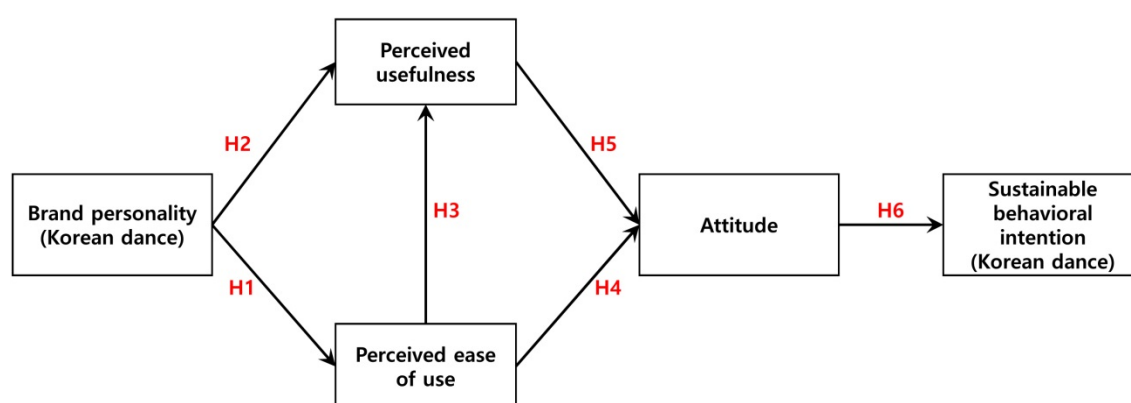 Perceived
usefulness
H2
H5
Brand personality
(Korean dance)
H3
Attitude
H6
Sustainable
behavioral
intention
(Korean dance)
H1
H4
Perceived ease
of use